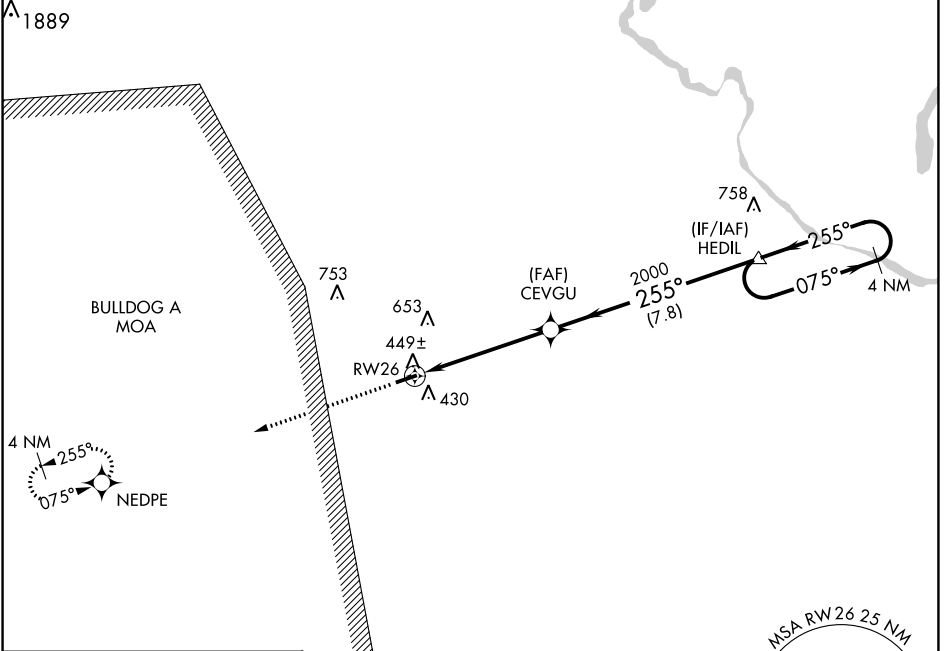 1889
758
(IF/IAF)
HEDIL
255°
075°
4 NM
(FAF)
CEVGU
2000
255°
(7.8)
753
BULLDOG A
MOA
653
449±
RW26
430
4 NM
255°
075°
NEDPE
MSA RW26 25 NM